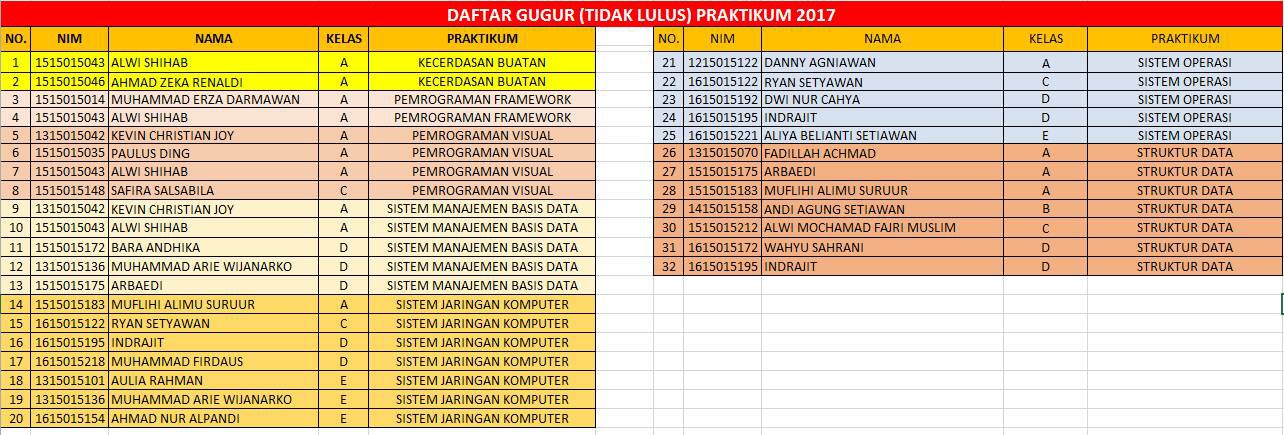 DAFTAR GUGUR (TIDAK LULUS) PRAKTIKUM 2017
NO. NIM NAMA KELAS PRAKTIKUM
1 1515015043 ALWI SHIHAB A KECERDASAN BUATAN
2 1515015046 AHMAD ZEKA RENALDI A KECERDASAN BUATAN
3 1515015014 MUHAMMAD ERZA DARMAWAN A PEMROGRAMAN FRAMEWORK
4 1515015043 ALWI SHIHAB A PEMROGRAMAN FRAMEWORK
5 1315015042 KEVIN CHRISTIAN JOY A PEMROGRAMAN VISUAL
6 1515015035 PAULUS DING A PEMROGRAMAN VISUAL
7 1515015043 ALWI SHIHAB A PEMROGRAMAN VISUAL
8 1515015148 SAFIRA SALSABILA C PEMROGRAMAN VISUAL
9 1315015042 KEVIN CHRISTIAN JOY A SISTEM MANAJEMEN BASIS DATA
10 1515015043 ALWI SHIHAB A SISTEM MANAJEMEN BASIS DATA
11 1515015172 BARA ANDHIKA D SISTEM MANAJEMEN BASIS DATA
12 1315015136 MUHAMMAD ARIE WIJANARKO D SISTEM MANAJEMEN BASIS DATA
13 1515015175 ARBAEDI D SISTEM MANAJEMEN BASIS DATA
14 1515015183 MUFLIHI ALIMU SURUUR A SISTEM JARINGAN KOMPUTER
15 1615015122 RYAN SETYAWAN C SISTEM JARINGAN KOMPUTER
16 1615015195 INDRAJIT D SISTEM JARINGAN KOMPUTER
17 1615015218 MUHAMMAD FIRDAUS D SISTEM JARINGAN KOMPUTER
18 1315015101 AULIA RAHMAN E SISTEM JARINGAN KOMPUTER
19 1315015136 MUHAMMAD ARIE WIJANARKO E SISTEM JARINGAN KOMPUTER
20 1615015154 AHMAD NUR ALPANDI E SISTEM JARINGAN KOMPUTER
NO. NIM NAMA KELAS PRAKTIKUM
21 1215015122 DANNY AGNIAWAN A SISTEM OPERASI
22 1615015122 RYAN SETYAWAN C SISTEM OPERASI
23 1615015192 DWI NUR CAHYA D SISTEM OPERASI
24 1615015195 INDRAJIT D SISTEM OPERASI
25 1615015221 ALIYA BELIANTI SETIAWAN E SISTEM OPERASI
26 1315015070 FADILLAH ACHMAD A STRUKTUR DATA
27 1515015175 ARBAEDI A STRUKTUR DATA
28 1515015183 MUFLIHI ALIMU SURUUR A STRUKTUR DATA
29 1415015158 ANDI AGUNG SETIAWAN B STRUKTUR DATA
30 1515015212 ALWI MOCHAMAD FAJRI MUSLIM C STRUKTUR DATA
31 1615015172 WAHYU SAHRANI D STRUKTUR DATA
32 1615015195 INDRAJIT D STRUKTUR DATA